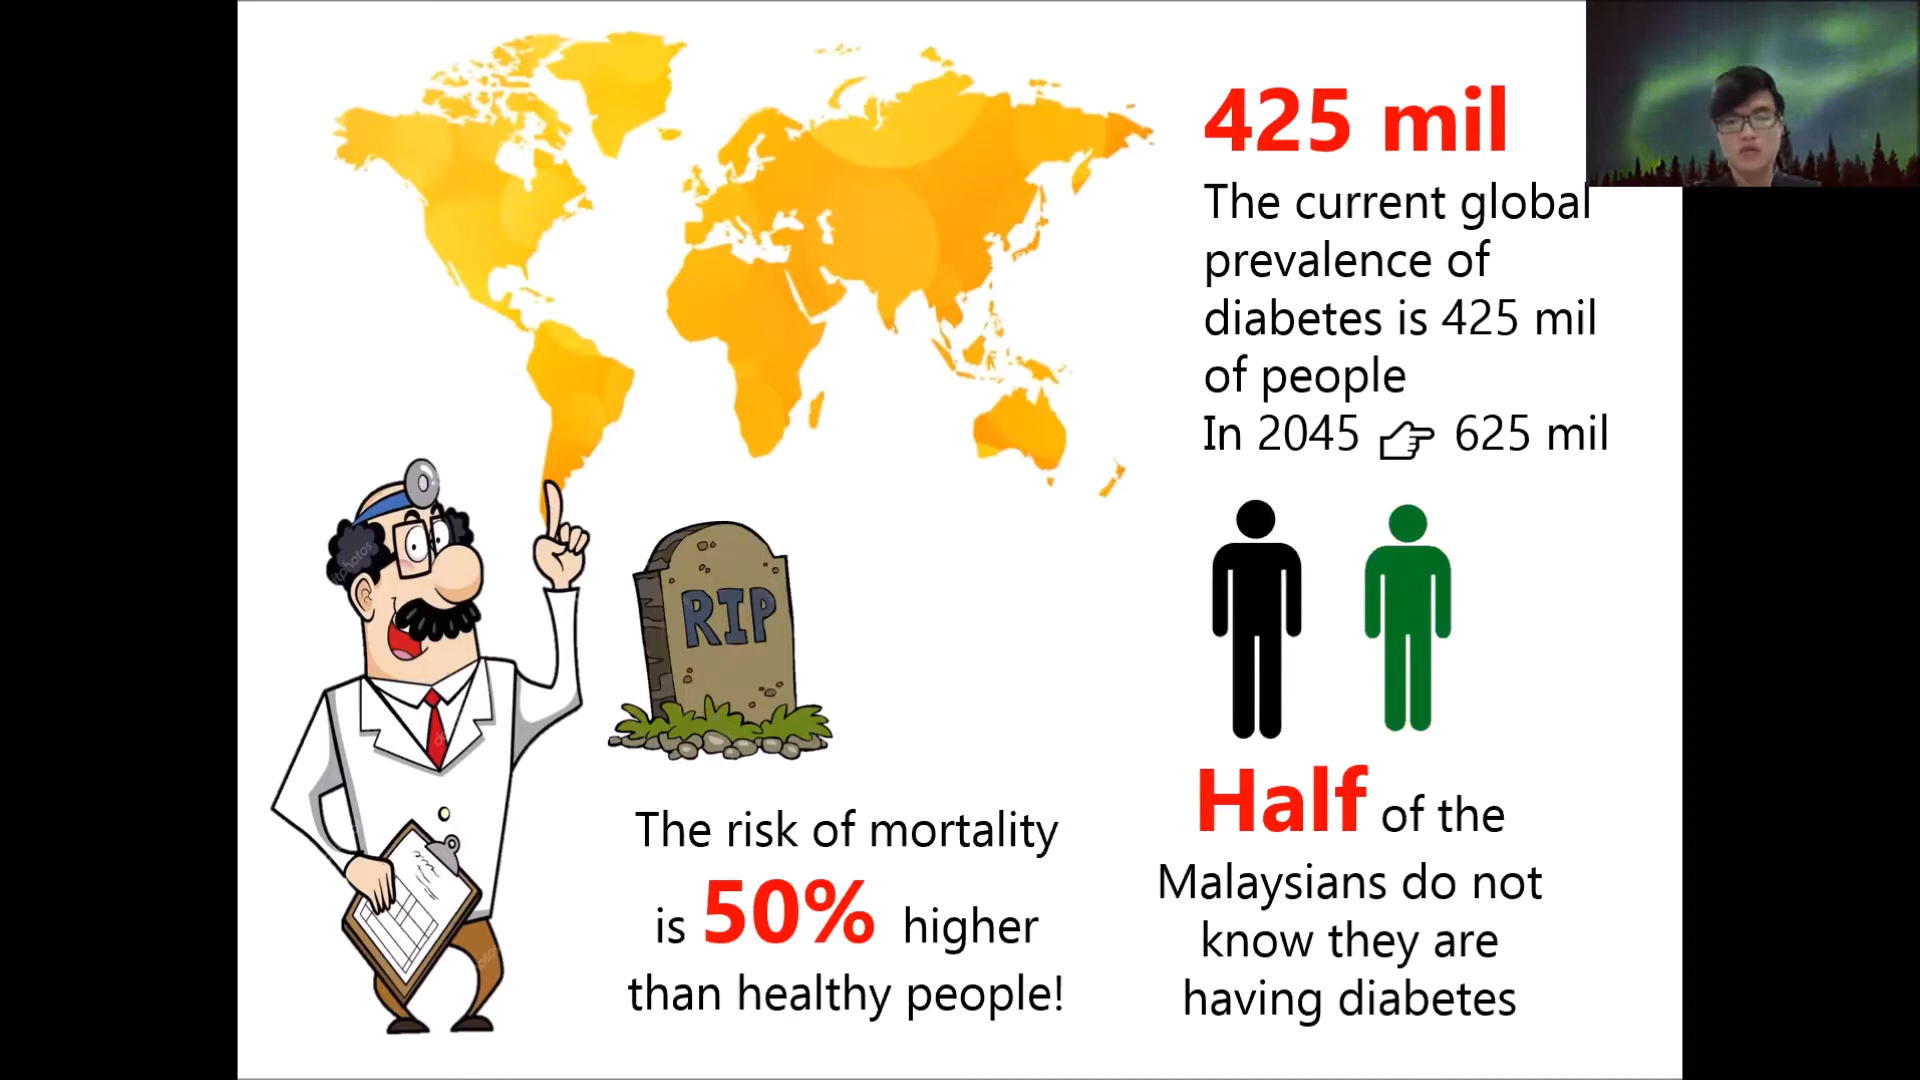 425 mil
The current global
prevalence of
diabetes is 425 mil
of people
In 2045 👉 625 mil
RIP
The risk of mortality
is 50% higher
than healthy people!
Half of the
Malaysians do not
know they are
having diabetes